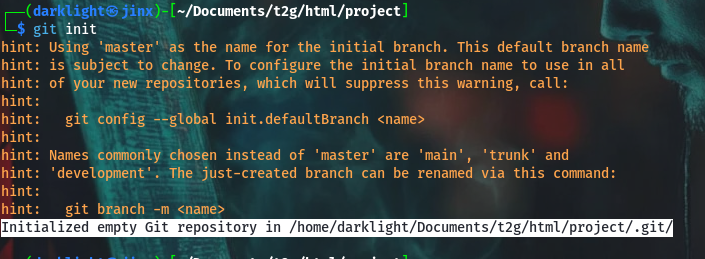 ┌──(darklight㉿jinx)-[~/Documents/t2g/html/project]
└─$ git init
hint: Using 'master' as the name for the initial branch. This default branch name
hint: is subject to change. To configure the initial branch name to use in all
hint: of your new repositories, which will suppress this warning, call:
hint:
hint:   git config --global init.defaultBranch <name>
hint:
hint: Names commonly chosen instead of 'master' are 'main', 'trunk' and
hint: 'development'. The just-created branch can be renamed via this command:
hint:
hint:   git branch -m <name>
Initialized empty Git repository in /home/darklight/Documents/t2g/html/project/.git/